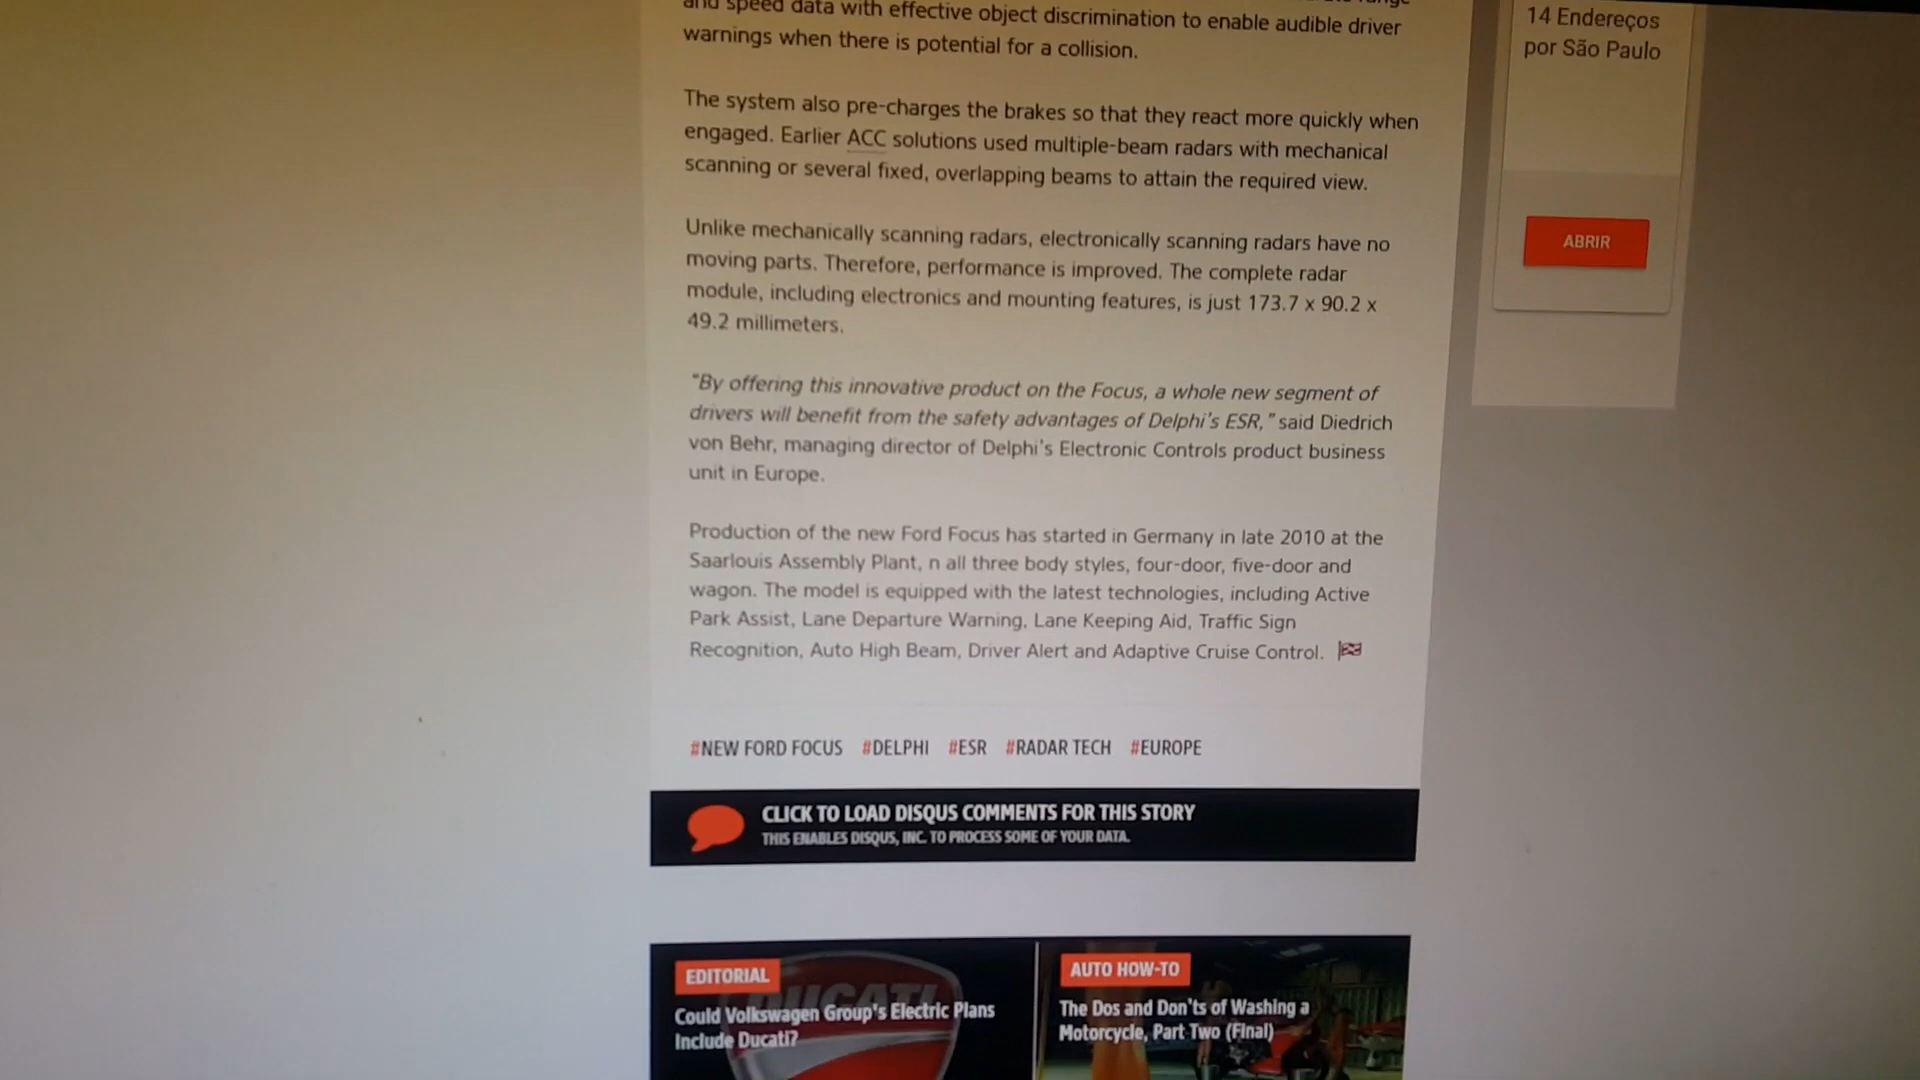 and speed data with effective object discrimination to enable audible driver
warnings when there is potential for a collision.
The system also pre-charges the brakes so that they react more quickly when
engaged. Earlier ACC solutions used multiple-beam radars with mechanical
scanning or several fixed, overlapping beams to attain the required view.
Unlike mechanically scanning radars, electronically scanning radars have no
moving parts. Therefore, performance is improved. The complete radar
module, including electronics and mounting features, is just 173.7 x 90.2 x
49.2 millimeters.
"By offering this innovative product on the Focus, a whole new segment of
drivers will benefit from the safety advantages of Delphi's ESR," said Diedrich
von Behr, managing director of Delphi's Electronic Controls product business
unit in Europe.
Production of the new Ford Focus has started in Germany in late 2010 at the
Saarlouis Assembly Plant, n all three body styles, four-door, five-door and
wagon. The model is equipped with the latest technologies, including Active
Park Assist, Lane Departure Warning, Lane Keeping Aid, Traffic Sign
Recognition, Auto High Beam, Driver Alert and Adaptive Cruise Control.
#NEW FORD FOCUS #DELPHI #ESR #RADAR TECH #EUROPE
CLICK TO LOAD DISQUS COMMENTS FOR THIS STORY
THIS ENABLES DISQUS, INC. TO PROCESS SOME OF YOUR DATA.
EDITORIAL
DUCATI
Could Volkswagen Group's Electric Plans
Include Ducati?
AUTO HOW-TO
The Dos and Don'ts of Washing a
Motorcycle, Part Two (Final)
14 Endereços
por São Paulo
ABRIR